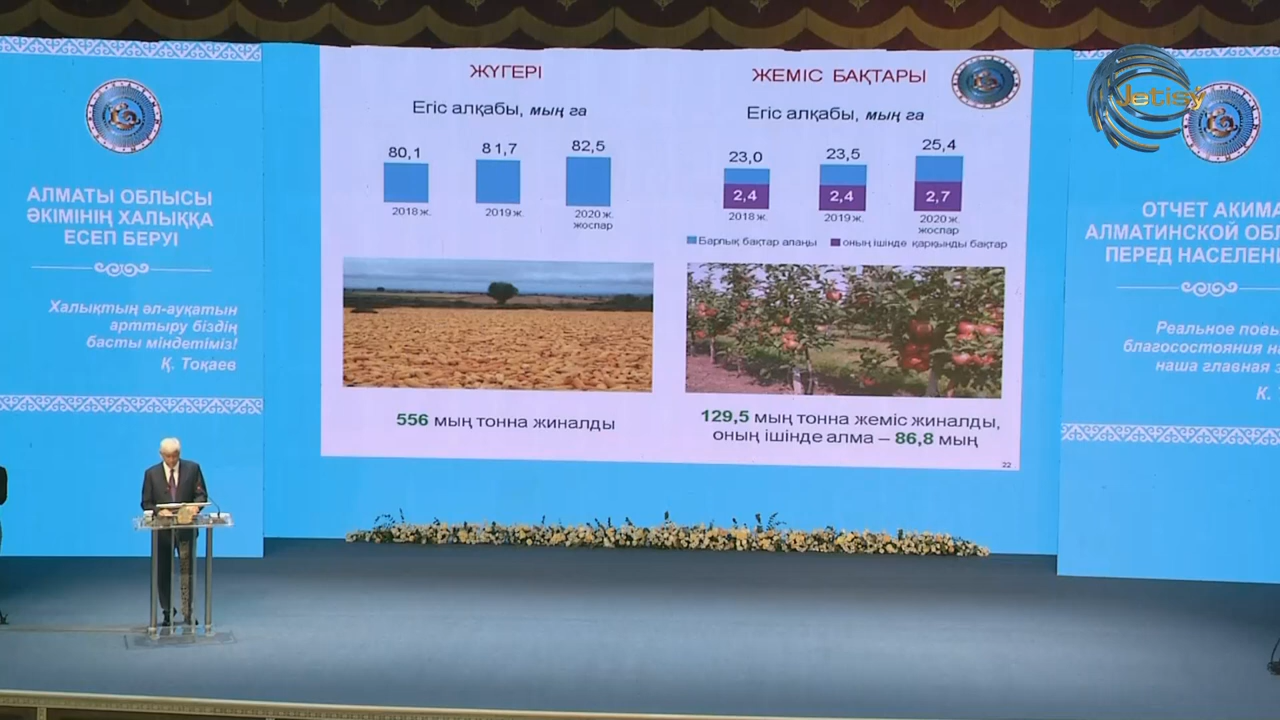 Jetisy
АЛМАТЫ ОБЛЫСЫ
ӘКІМІНІҢ ХАЛЫҚҚА
ЕСЕП БЕРУІ
Халықтың әл-ауқатын
арттыру біздің
басты міндетіміз!
Қ. Тоқаев
ЖҮГЕРІ
Егіс алқабы, мың га
80,1
81,7
82,5
2018 ж.
2019 ж.
2020 ж.
жоспар
556 мың тонна жиналды
ЖЕМІС БАҚТАРЫ
Егіс алқабы, мың га
23,0
23,5
25,4
2,4
2,4
2,7
2018 ж.
2019 ж.
2020 ж.
жоспар
Барлық бақтар алаңы
оның ішінде қарқынды бақтар
129,5 мың тонна жеміс жиналды,
оның ішінде алма – 86,8 мың
22
ОТЧЕТ АКИМА
АЛМАТИНСКОЙ ОБЛ
ПЕРЕД НАСЕЛЕНИ
Реальное повы
благосостояния на
наша главная з
К.